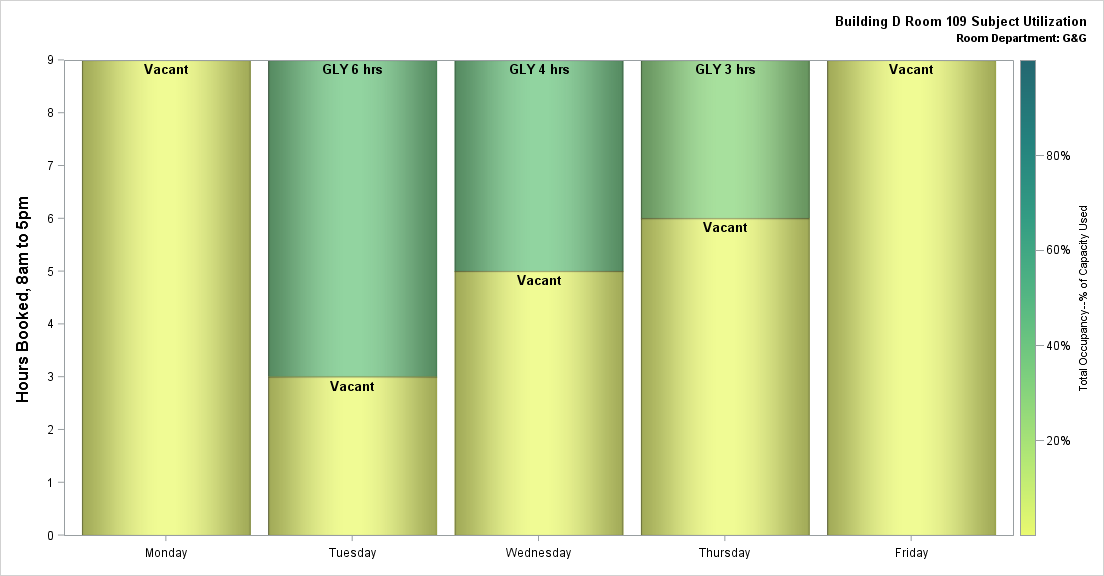 Building D Room 109 Subject Utilization
Room Department: G&G
Hours Booked, 8am to 5pm
9
8
7
6
5
4
3
2
1
0
Vacant
GLY 6 hrs
GLY 4 hrs
GLY 3 hrs
Vacant
Vacant
Vacant
Vacant
Monday
Tuesday
Wednesday
Thursday
Friday
80%
60%
40%
20%
Total Occupancy--% of Capacity Used